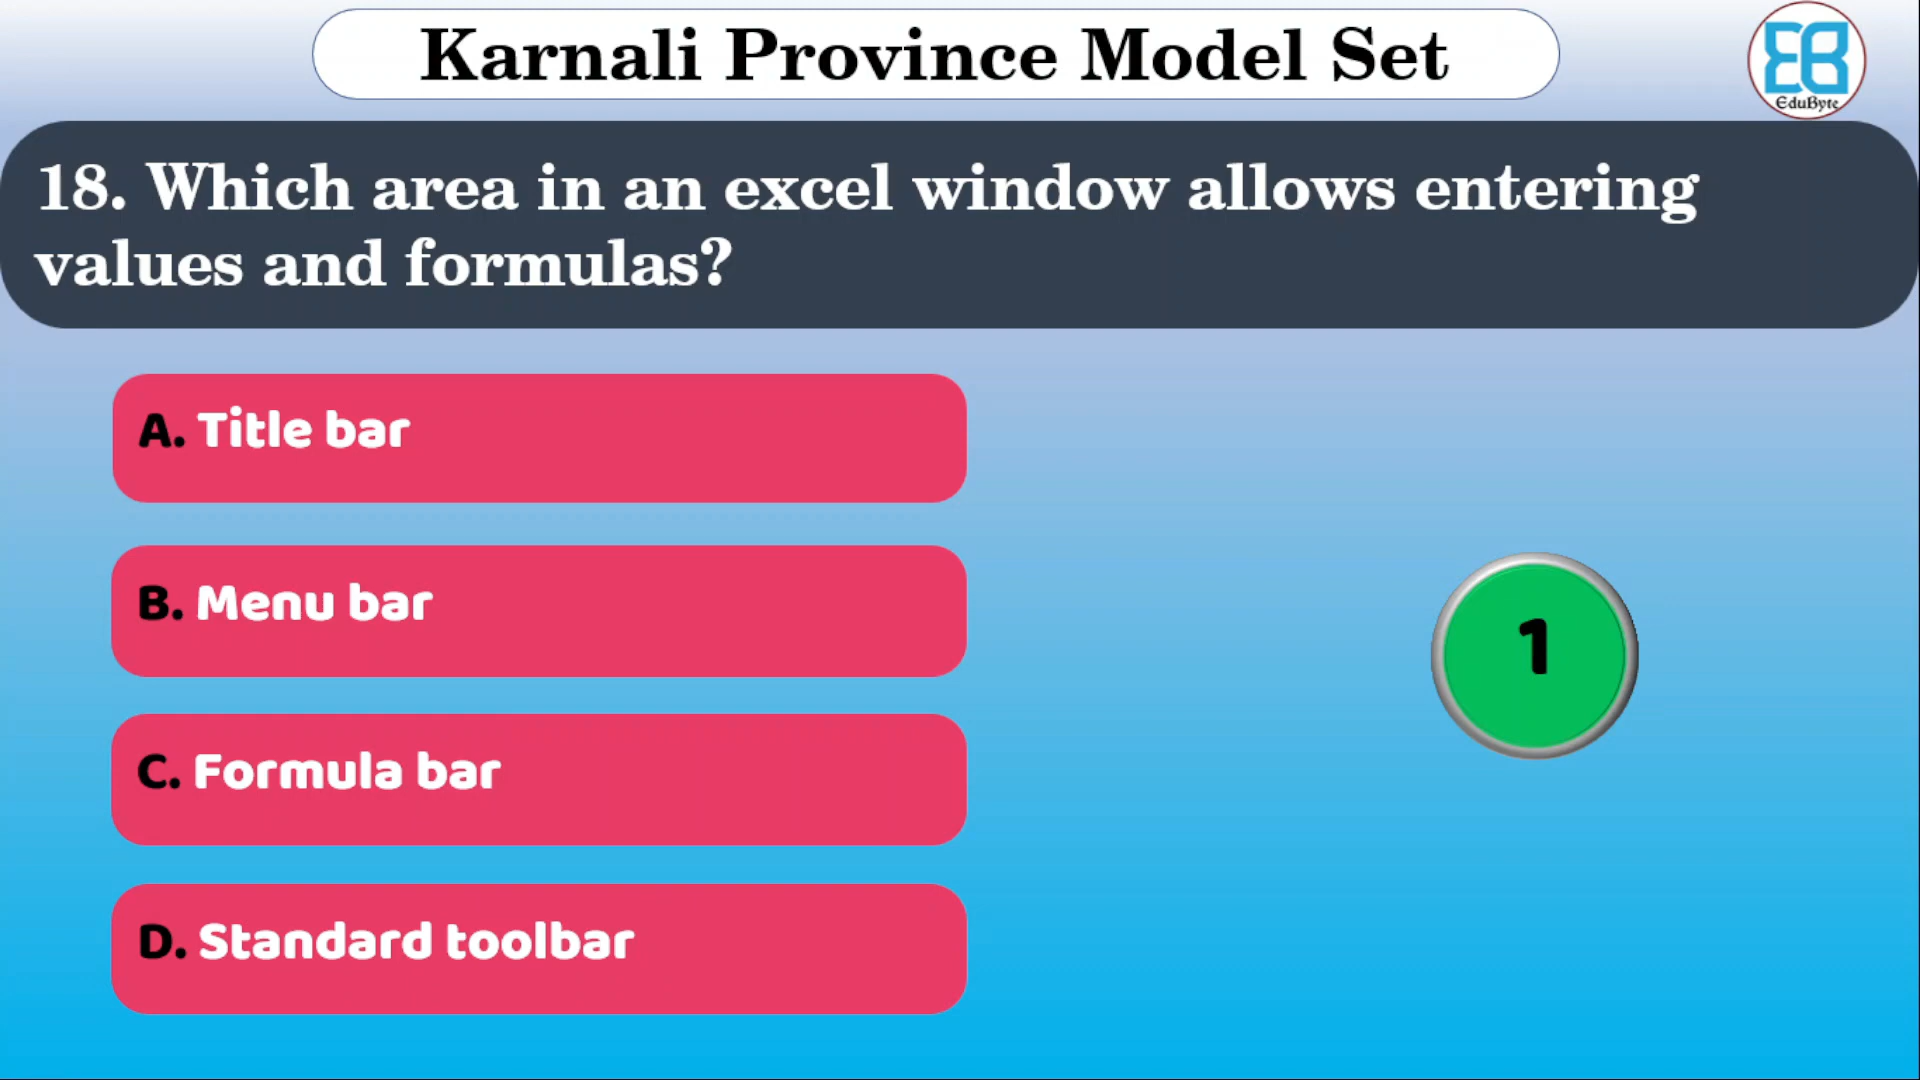 Karnali Province Model Set
EduByte
18. Which area in an excel window allows entering
values and formulas?
A. Title bar
B. Menu bar
1
C. Formula bar
D. Standard toolbar